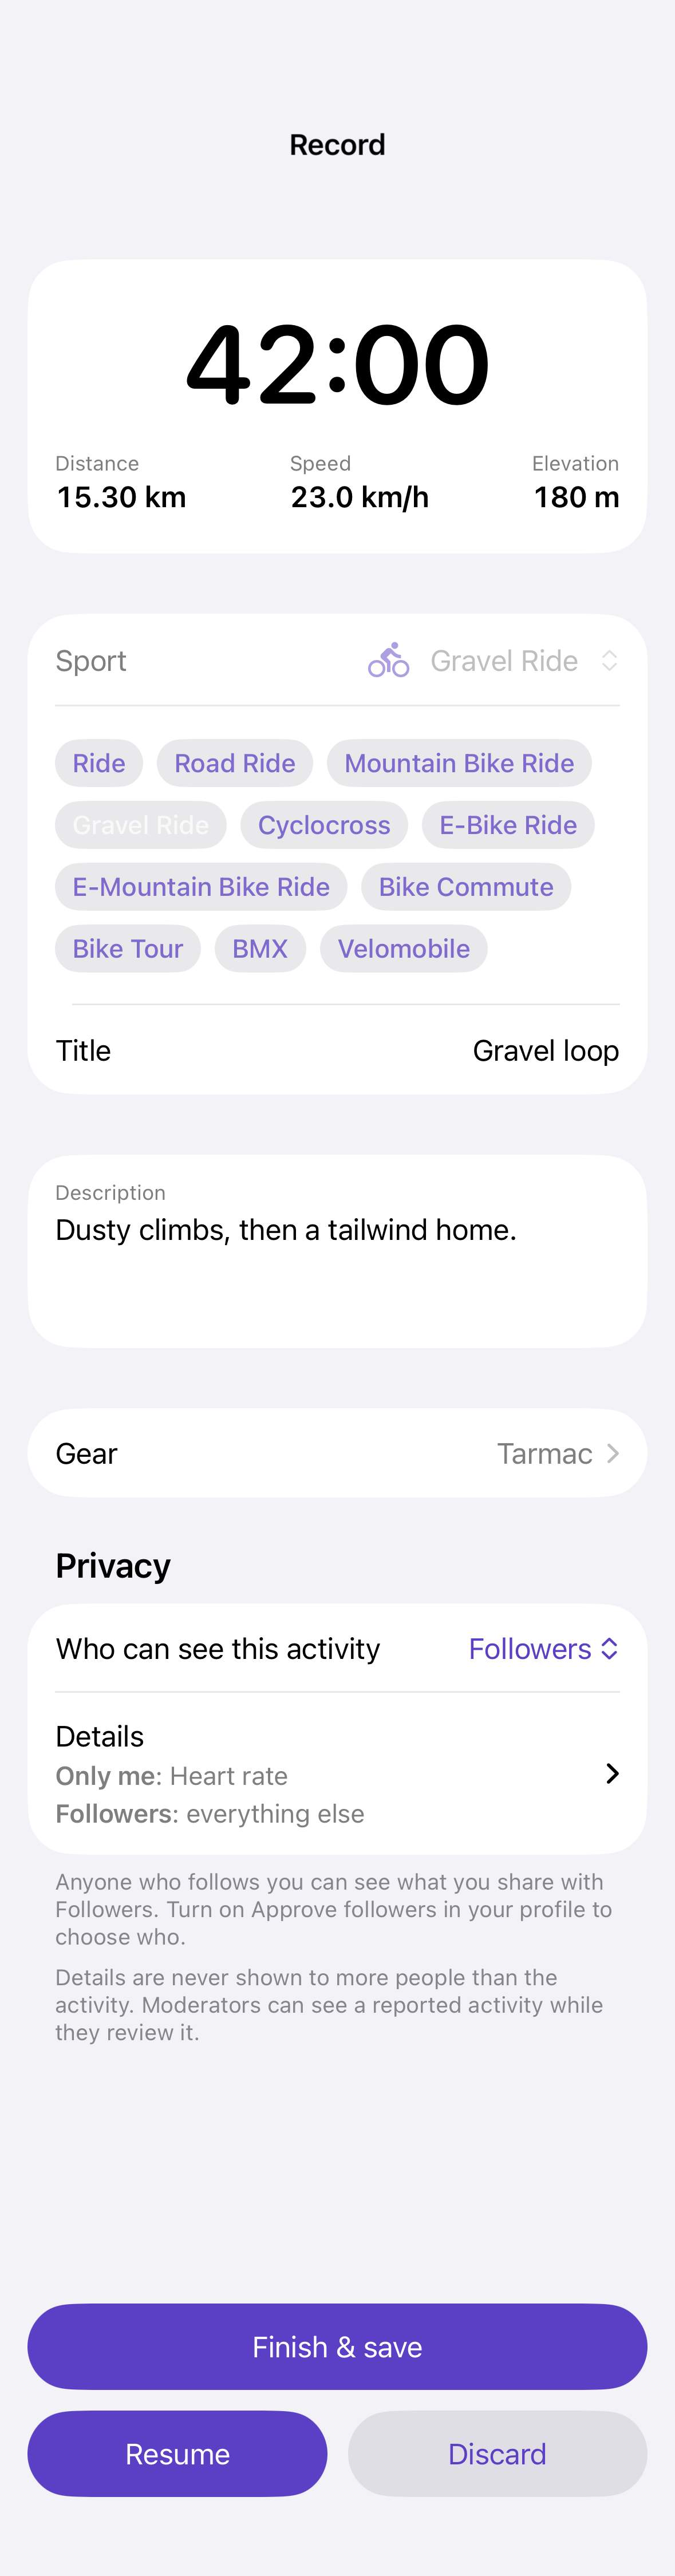 Record
42:00
Distance Speed Elevation
15.30 km 23.0 km/h 180 m
Sport Gravel Ride
Ride Road Ride Mountain Bike Ride
Gravel Ride Cyclocross E-Bike Ride
E-Mountain Bike Ride Bike Commute
Bike Tour BMX Velomobile
Title Gravel loop
Description
Dusty climbs, then a tailwind home.
Gear Tarmac
Privacy
Who can see this activity Followers
Details
Only me: Heart rate
Followers: everything else
Anyone who follows you can see what you share with
Followers. Turn on Approve followers in your profile to
choose who.
Details are never shown to more people than the
activity. Moderators can see a reported activity while
they review it.
Finish & save
Resume Discard